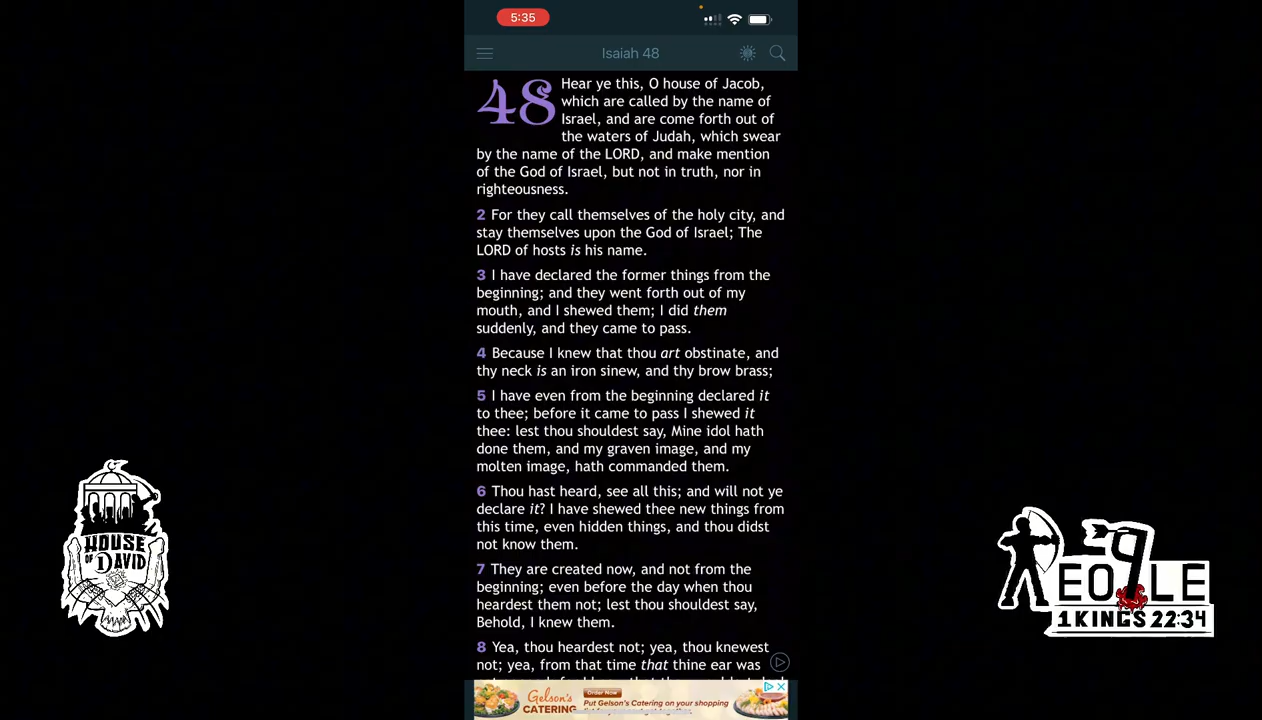 5:35
Isaiah 48
48 Hear ye this, O house of Jacob,
which are called by the name of
Israel, and are come forth out of
the waters of Judah, which swear
by the name of the LORD, and make mention
of the God of Israel, but not in truth, nor in
righteousness.
2 For they call themselves of the holy city, and
stay themselves upon the God of Israel; The
LORD of hosts is his name.
3 I have declared the former things from the
beginning; and they went forth out of my
mouth, and I shewed them; I did them
suddenly, and they came to pass.
4 Because I knew that thou art obstinate, and
thy neck is an iron sinew, and thy brow brass;
5 I have even from the beginning declared it
to thee; before it came to pass I shewed it
thee: lest thou shouldest say, Mine idol hath
done them, and my graven image, and my
molten image, hath commanded them.
6 Thou hast heard, see all this; and will not ye
declare it? I have shewed thee new things from
this time, even hidden things, and thou didst
not know them.
7 They are created now, and not from the
beginning; even before the day when thou
heardest them not; lest thou shouldest say,
Behold, I knew them.
8 Yea, thou heardest not; yea, thou knewest
not; yea, from that time that thine ear was
Gelson's
CATERING
Order Now
Put Gelson's Catering on your shopping
HOUSE
OF DAVID
EO LE
1 KINGS 22:34